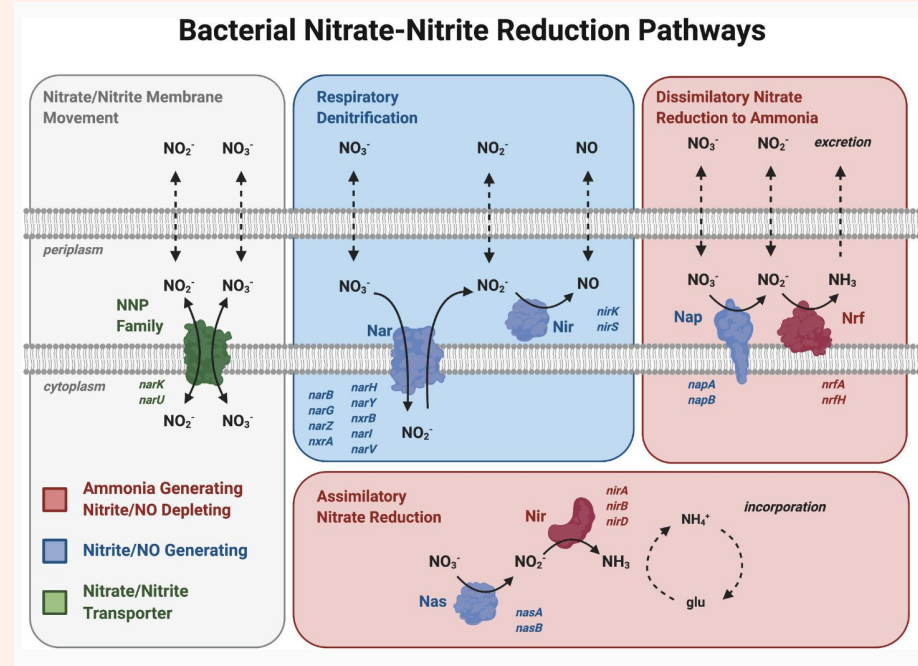 Bacterial Nitrate-Nitrite Reduction Pathways
Nitrate/Nitrite Membrane
Movement
NO₂⁻ NO₃⁻
periplasm
NO₂⁻ NO₃⁻
NNP
Family
cytoplasm
narK
narU
NO₂⁻ NO₃⁻
Ammonia Generating
Nitrite/NO Depleting
Nitrite/NO Generating
Nitrate/Nitrite
Transporter
Respiratory
Denitrification
NO₃⁻ NO₂⁻ NO
NO₃⁻ NO₂⁻ NO
Nar
Nir
nirK
nirS
narB
narG
narZ
nxrA
narH
narY
nxrB
narI
narV
NO₂⁻
Dissimilatory Nitrate
Reduction to Ammonia
NO₃⁻ NO₂⁻ excretion
NO₃⁻ NO₂⁻ NH₃
Nap
Nrf
napA
napB
nrfA
nrfH
Assimilatory
Nitrate Reduction
Nir
nirA
nirB
nirD
NO₃⁻ NO₂⁻ NH₃
Nas
nasA
nasB
NH₄⁺
incorporation
glu